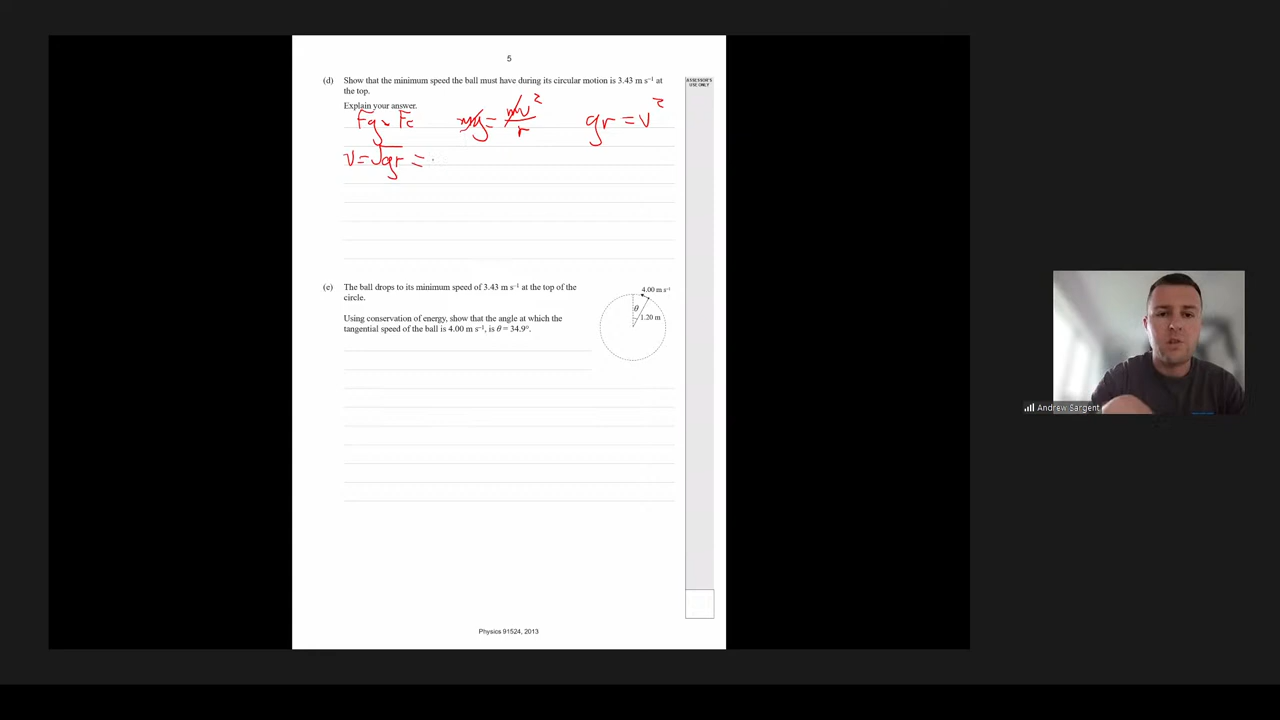 5
(d) Show that the minimum speed the ball must have during its circular motion is 3.43 m s⁻¹ at
the top.
Explain your answer.
ASSESSOR'S
USE ONLY
Fg = Fc mg = mv²/r gr = v²
v = √gr =
(e) The ball drops to its minimum speed of 3.43 m s⁻¹ at the top of the
circle.
Using conservation of energy, show that the angle at which the
tangential speed of the ball is 4.00 m s⁻¹, is θ = 34.9°.
4.00 m s⁻¹
θ
1.20 m
Andrew Sargent
Physics 91524, 2013